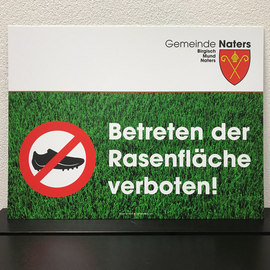 Gemeinde Naters
Birgisch
Mund
Naters
Betreten der
Rasenfläche
verboten!